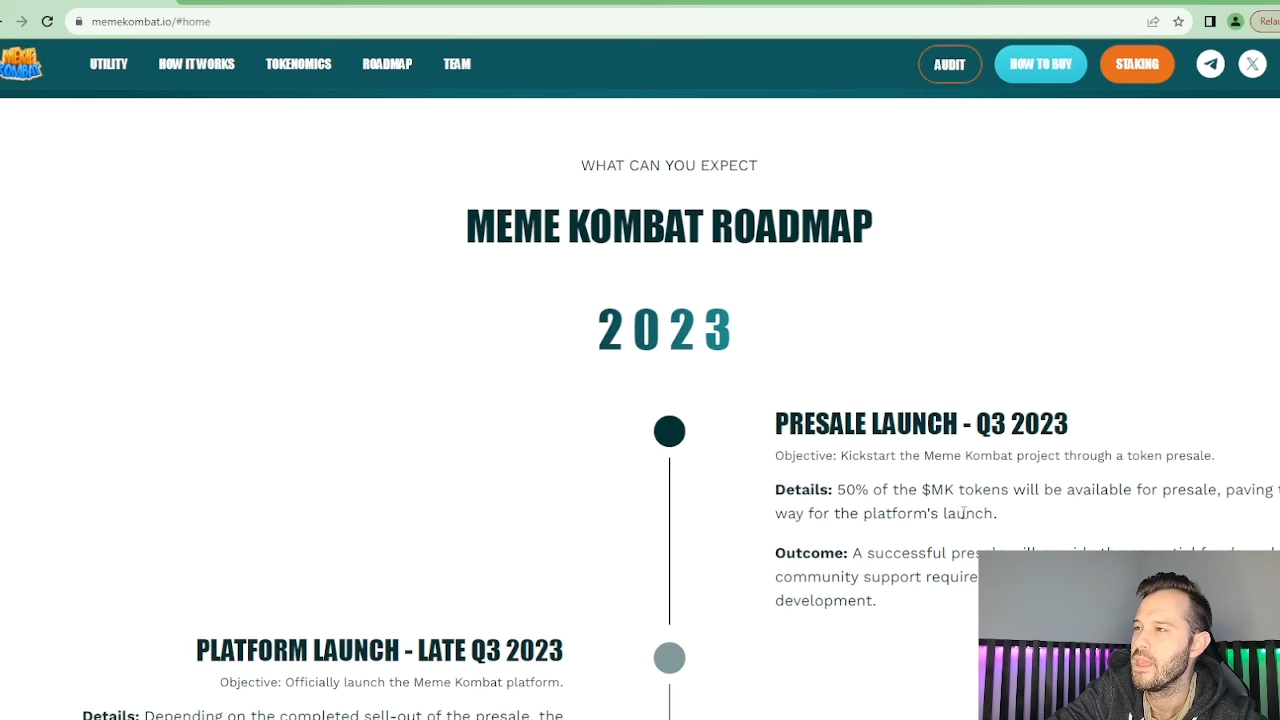 memekombat.io/#home
Relau
MEME KOMBAT
UTILITY HOW IT WORKS TOKENOMICS ROADMAP TEAM AUDIT HOW TO BUY STAKING
WHAT CAN YOU EXPECT
MEME KOMBAT ROADMAP
2023
PRESALE LAUNCH - Q3 2023
Objective: Kickstart the Meme Kombat project through a token presale.
Details: 50% of the $MK tokens will be available for presale, paving
way for the platform's launch.
Outcome: A successful
community support
development.
PLATFORM LAUNCH - LATE Q3 2023
Objective: Officially launch the Meme Kombat platform.
Details: Depending on the completed sell-out of the presale, the